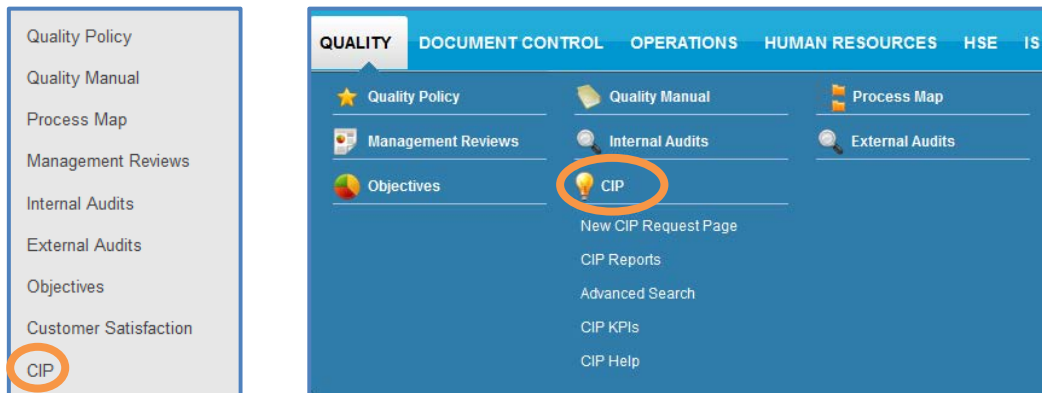 Quality Policy
Quality Manual
Process Map
Management Reviews
Internal Audits
External Audits
Objectives
Customer Satisfaction
CIP
QUALITY DOCUMENT CONTROL OPERATIONS HUMAN RESOURCES HSE IS
Quality Policy Quality Manual Process Map
Management Reviews Internal Audits External Audits
Objectives CIP
New CIP Request Page
CIP Reports
Advanced Search
CIP KPIs
CIP Help